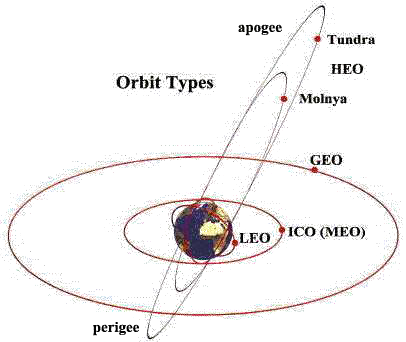 apogee
Tundra
HEO
Orbit Types
Molnya
GEO
LEO
ICO (MEO)
perigee